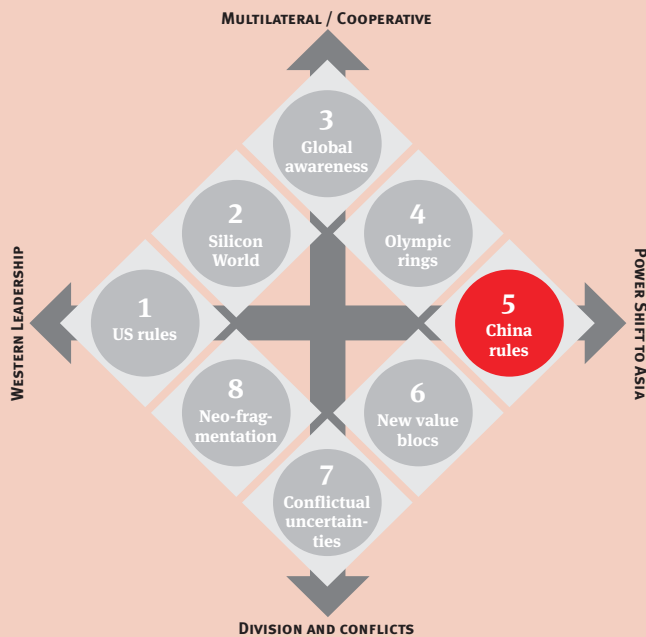 MULTILATERAL / COOPERATIVE
3
Global
awareness
2
Silicon
World
4
Olympic
rings
WESTERN LEADERSHIP
1
US rules
5
China
rules
POWER SHIFT TO ASIA
8
Neo-frag-
mentation
6
New value
blocs
7
Conflictual
uncertain-
ties
DIVISION AND CONFLICTS